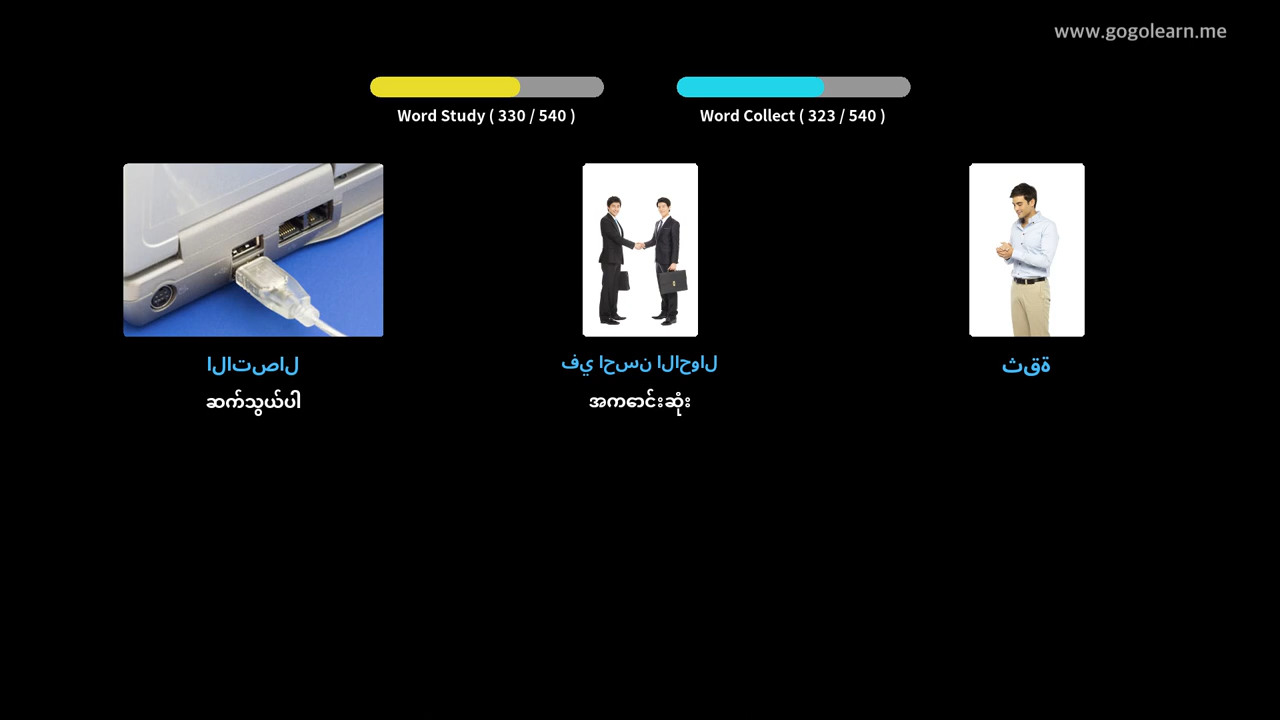 www.gogolearn.me
Word Study ( 330 / 540 )
Word Collect ( 323 / 540 )
الاتصال
في احسن الاحوال
ثقة
ဆက်သွယ်ပါ
အကောင်းဆုံး